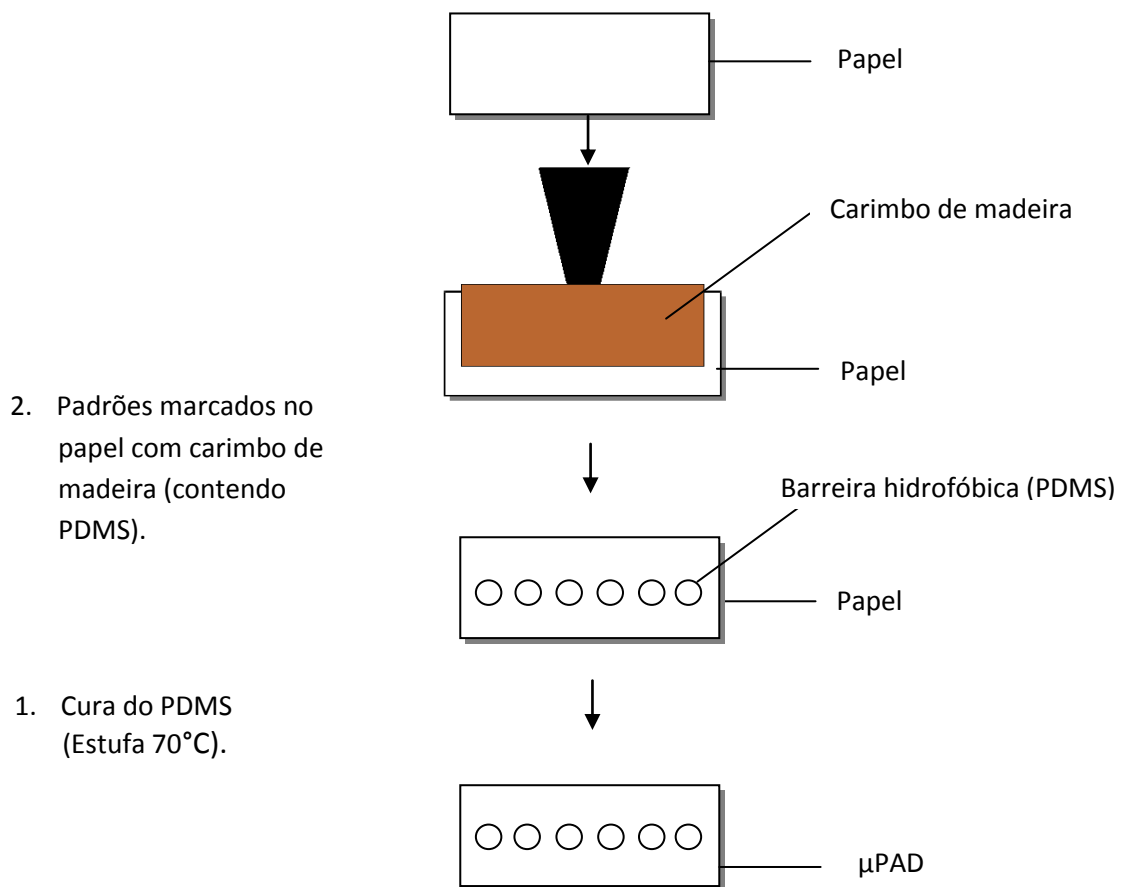 Papel
Carimbo de madeira
Papel
2. Padrões marcados no
papel com carimbo de
madeira (contendo
PDMS).
Barreira hidrofóbica (PDMS)
Papel
1. Cura do PDMS
(Estufa 70°C).
µPAD